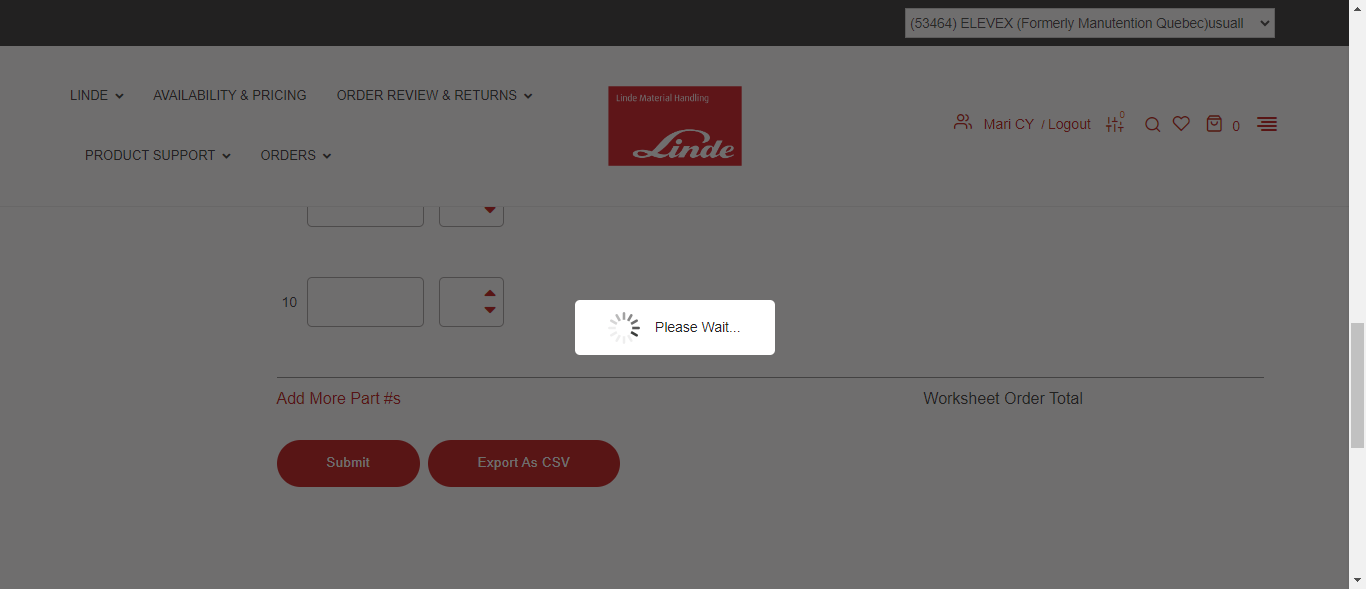 (53464) ELEVEX (Formerly Manutention Quebec)usuall
LINDE
AVAILABILITY & PRICING
ORDER REVIEW & RETURNS
PRODUCT SUPPORT
ORDERS
Linde Material Handling
Linde
Mari CY / Logout
0
0
10
Please Wait...
Add More Part #s
Worksheet Order Total
Submit
Export As CSV